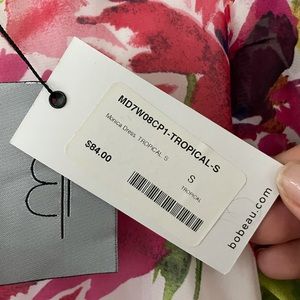 MD7W08CP1-TROPICAL-S
Monica Dress TROPICAL S
$84.00
S
TROPICAL
bobeau.com